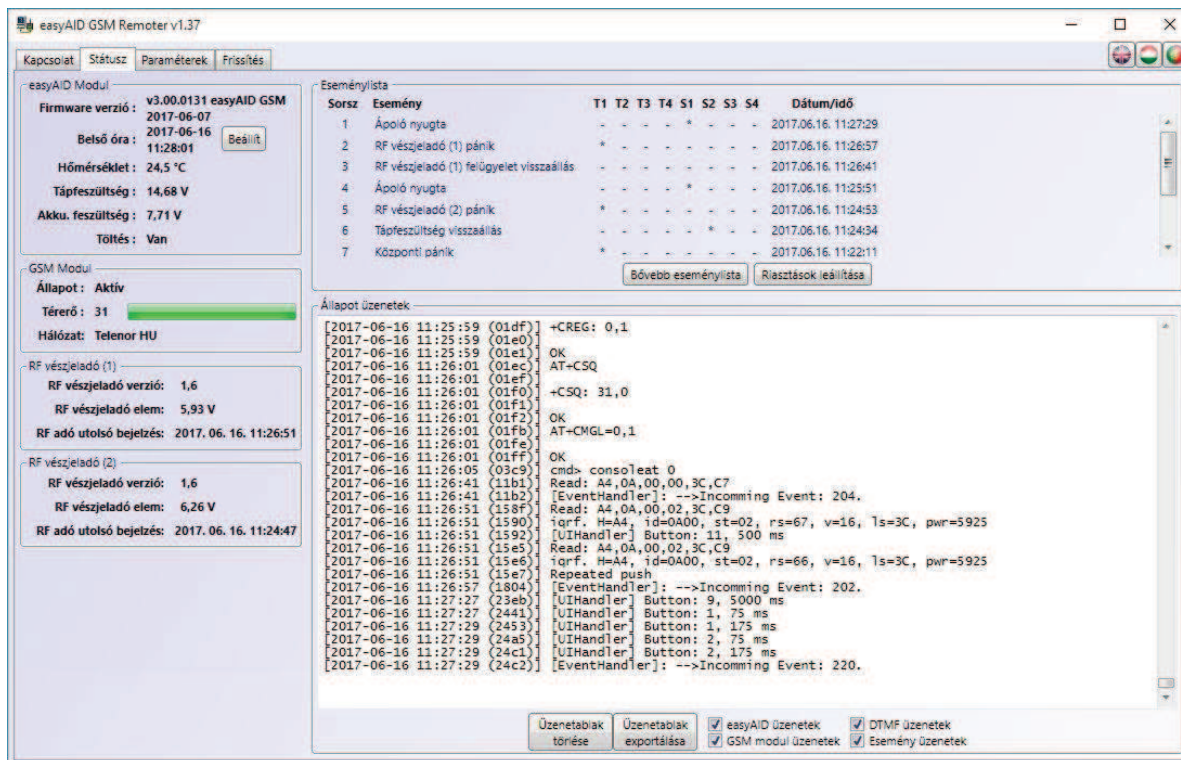 easyAID GSM Remoter v1.37
Kapcsolat Státusz Paraméterek Frissítés
easyAID Modul
Firmware verzió : v3.00.0131 easyAID GSM
2017-06-07
Belső óra : 2017-06-16
11:28:01
Beállít
Hőmérséklet : 24,5 °C
Tápfeszültség : 14,68 V
Akku. feszültség : 7,71 V
Töltés : Van
GSM Modul
Állapot : Aktív
Térerő : 31
Hálózat: Telenor HU
RF vészjeladó (1)
RF vészjeladó verzió: 1,6
RF vészjeladó elem: 5,93 V
RF adó utolsó bejelzés: 2017. 06. 16. 11:26:51
RF vészjeladó (2)
RF vészjeladó verzió: 1,6
RF vészjeladó elem: 6,26 V
RF adó utolsó bejelzés: 2017. 06. 16. 11:24:47
Eseménylista
Sorsz Esemény T1 T2 T3 T4 S1 S2 S3 S4 Dátum/idő
1 Ápoló nyugta - - - - * - - - 2017.06.16. 11:27:29
2 RF vészjeladó (1) pánik * - - - - - - - 2017.06.16. 11:26:57
3 RF vészjeladó (1) felügyelet visszaállás - - - - - - - - 2017.06.16. 11:26:41
4 Ápoló nyugta - - - - * - - - 2017.06.16. 11:25:51
5 RF vészjeladó (2) pánik * - - - - - - - 2017.06.16. 11:24:53
6 Tápfeszültség visszaállás - - - - - * - - 2017.06.16. 11:24:34
7 Központi pánik * - - - - - - - 2017.06.16. 11:22:11
Bővebb eseménylista Riasztások leállítása
Állapot üzenetek
[2017-06-16 11:25:59 (01df)] +CREG: 0,1
[2017-06-16 11:25:59 (01e0)]
[2017-06-16 11:25:59 (01e1)] OK
[2017-06-16 11:26:01 (01ec)] AT+CSQ
[2017-06-16 11:26:01 (01ef)]
[2017-06-16 11:26:01 (01f0)] +CSQ: 31,0
[2017-06-16 11:26:01 (01f1)]
[2017-06-16 11:26:01 (01f2)] OK
[2017-06-16 11:26:01 (01fb)] AT+CMGL=0,1
[2017-06-16 11:26:01 (01fe)]
[2017-06-16 11:26:01 (01ff)] OK
[2017-06-16 11:26:05 (03c9)] cmd> consoleat 0
[2017-06-16 11:26:41 (11b1)] Read: A4,0A,00,00,3C,C7
[2017-06-16 11:26:41 (11b2)] [EventHandler]: -->Incomming Event: 204.
[2017-06-16 11:26:51 (158f)] Read: A4,0A,00,02,3C,C9
[2017-06-16 11:26:51 (1590)] iqrf. H=A4, id=0A00, st=02, rs=67, v=16, ls=3C, pwr=5925
[2017-06-16 11:26:51 (1592)] [UIHandler] Button: 11, 500 ms
[2017-06-16 11:26:51 (15e5)] Read: A4,0A,00,02,3C,C9
[2017-06-16 11:26:51 (15e6)] iqrf. H=A4, id=0A00, st=02, rs=66, v=16, ls=3C, pwr=5925
[2017-06-16 11:26:51 (15e7)] Repeated push
[2017-06-16 11:26:57 (1804)] [EventHandler]: -->Incomming Event: 202.
[2017-06-16 11:27:27 (23eb)] [UIHandler] Button: 9, 5000 ms
[2017-06-16 11:27:27 (2441)] [UIHandler] Button: 1, 75 ms
[2017-06-16 11:27:29 (2453)] [UIHandler] Button: 1, 175 ms
[2017-06-16 11:27:29 (24a5)] [UIHandler] Button: 2, 75 ms
[2017-06-16 11:27:29 (24c1)] [UIHandler] Button: 2, 175 ms
[2017-06-16 11:27:29 (24c2)] [EventHandler]: -->Incomming Event: 220.
Üzenetablak törlése
Üzenetablak exportálása
easyAID üzenetek DTMF üzenetek
GSM modul üzenetek Esemény üzenetek